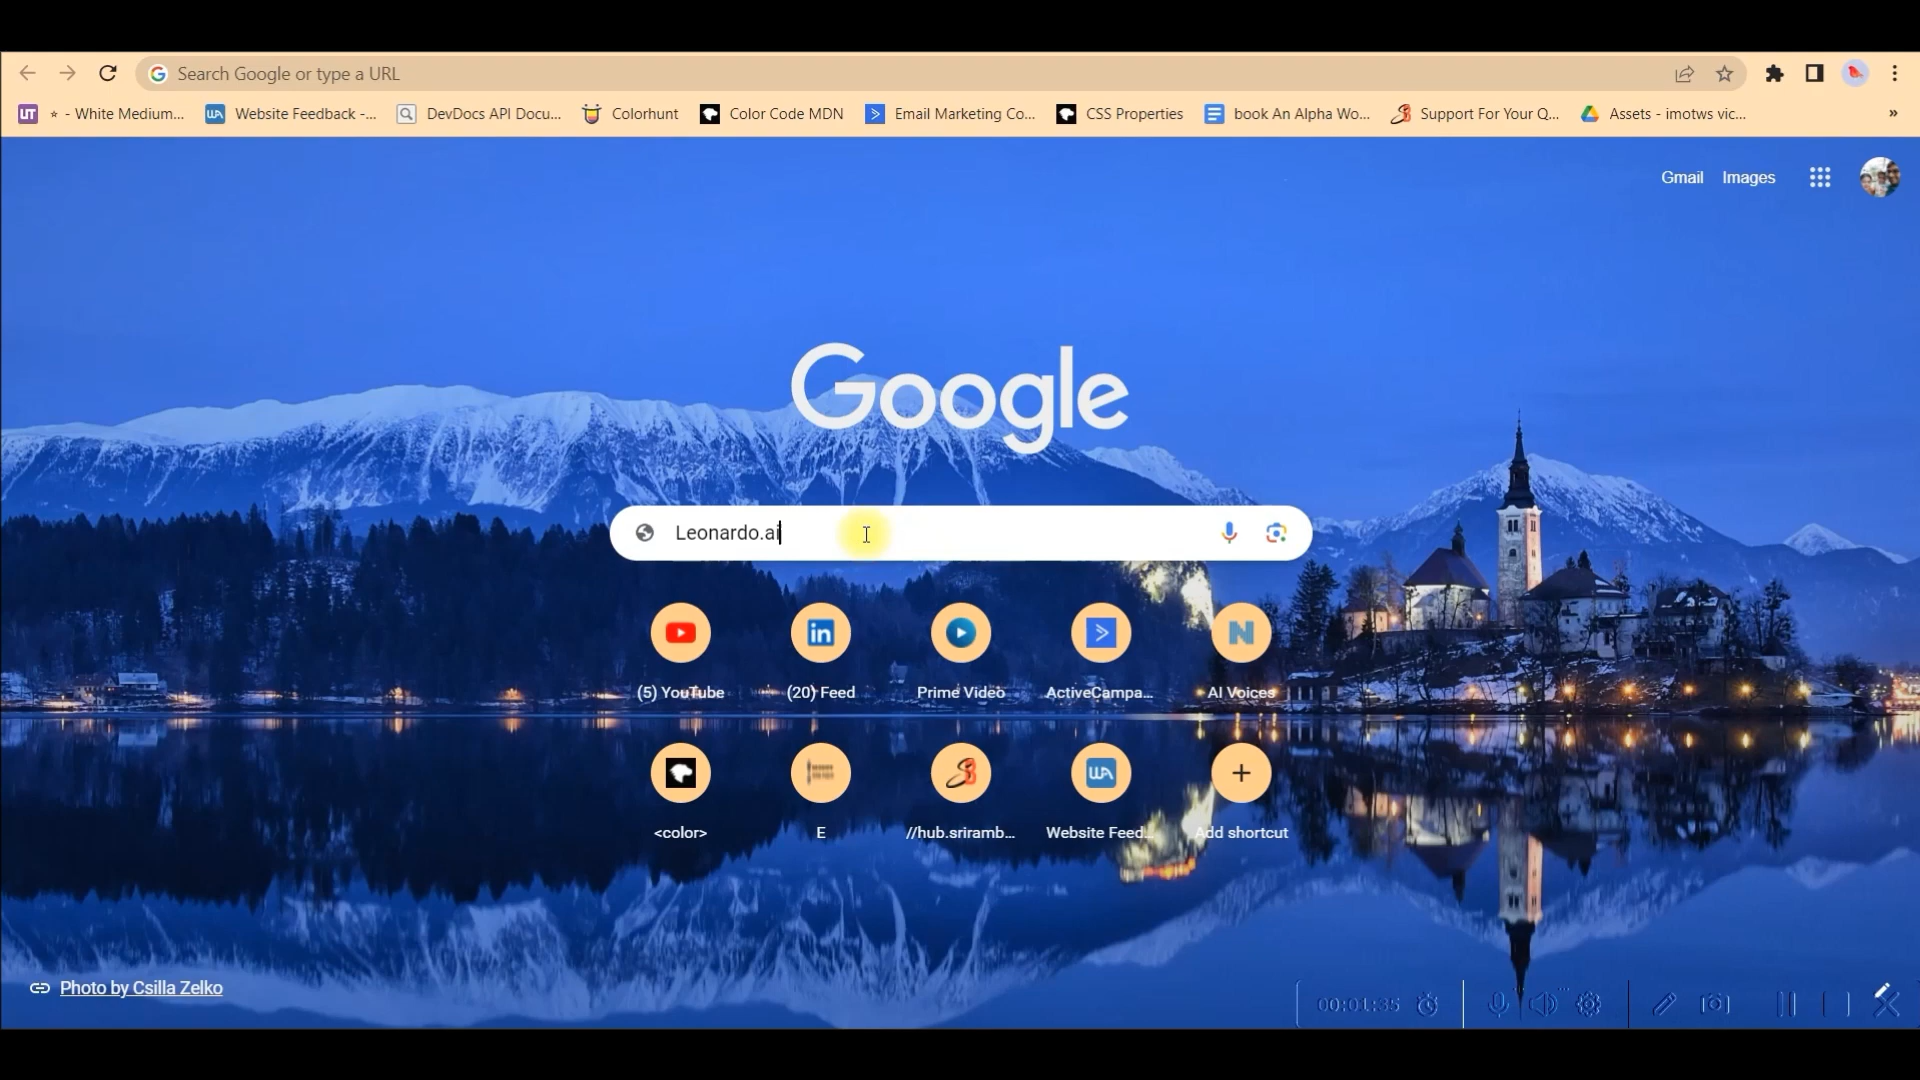 Search Google or type a URL
UT * - White Medium... WA Website Feedback -... DevDocs API Docu... Colorhunt Color Code MDN Email Marketing Co... CSS Properties book An Alpha Wo... Support For Your Q... Assets - imotws vic... »
Gmail Images
Google
Leonardo.ai
(5) YouTube (20) Feed Prime Video ActiveCampa... AI Voices
<color> E //hub.sriramb... Website Feed... Add shortcut
Photo by Csilla Zelko
00:01:35